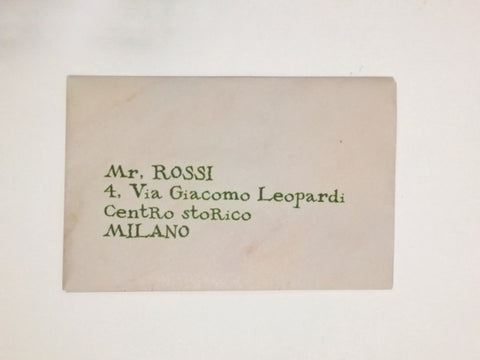 Mr. ROSSI
4, Via Giacomo Leopardi
Centro storico
MILANO